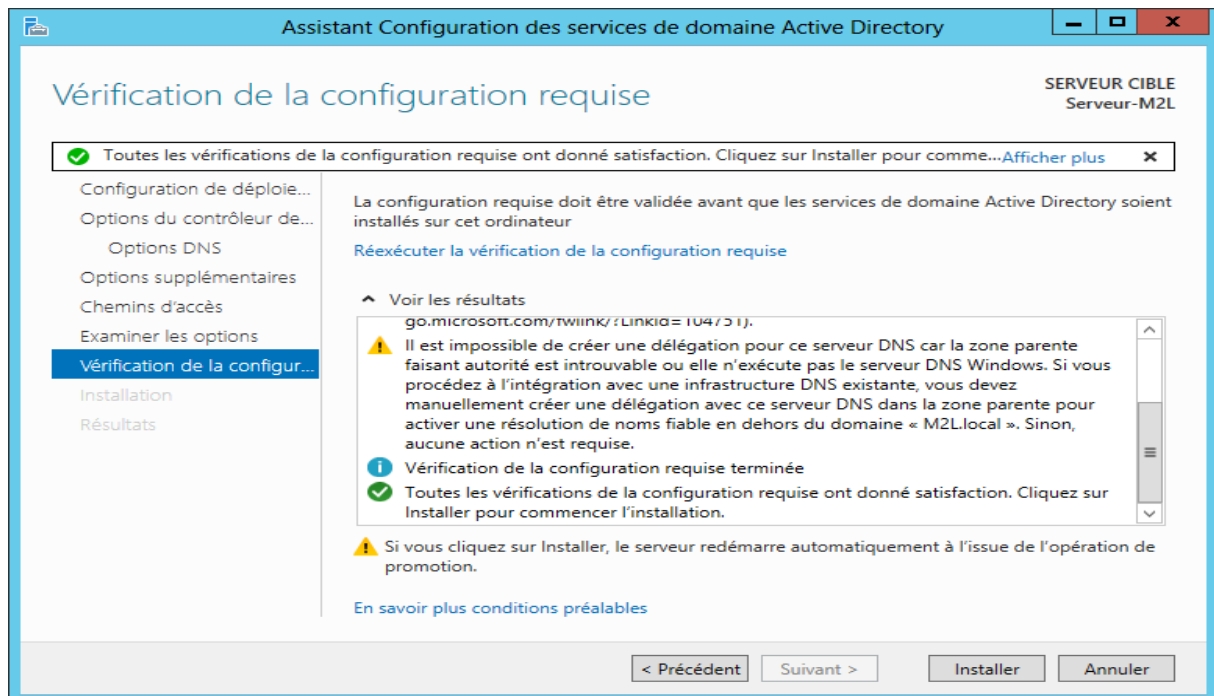 Assistant Configuration des services de domaine Active Directory
Vérification de la configuration requise
SERVEUR CIBLE
Serveur-M2L
Toutes les vérifications de la configuration requise ont donné satisfaction. Cliquez sur Installer pour comme...Afficher plus
Configuration de déploie...
Options du contrôleur de...
Options DNS
Options supplémentaires
Chemins d'accès
Examiner les options
Vérification de la configur...
Installation
Résultats
La configuration requise doit être validée avant que les services de domaine Active Directory soient
installés sur cet ordinateur
Réexécuter la vérification de la configuration requise
Voir les résultats
go.microsoft.com/fwlink/?LinkId=104751).
Il est impossible de créer une délégation pour ce serveur DNS car la zone parente
faisant autorité est introuvable ou elle n'exécute pas le serveur DNS Windows. Si vous
procédez à l'intégration avec une infrastructure DNS existante, vous devez
manuellement créer une délégation avec ce serveur DNS dans la zone parente pour
activer une résolution de noms fiable en dehors du domaine « M2L.local ». Sinon,
aucune action n'est requise.
Vérification de la configuration requise terminée
Toutes les vérifications de la configuration requise ont donné satisfaction. Cliquez sur
Installer pour commencer l'installation.
Si vous cliquez sur Installer, le serveur redémarre automatiquement à l'issue de l'opération de
promotion.
En savoir plus conditions préalables
< Précédent
Suivant >
Installer
Annuler